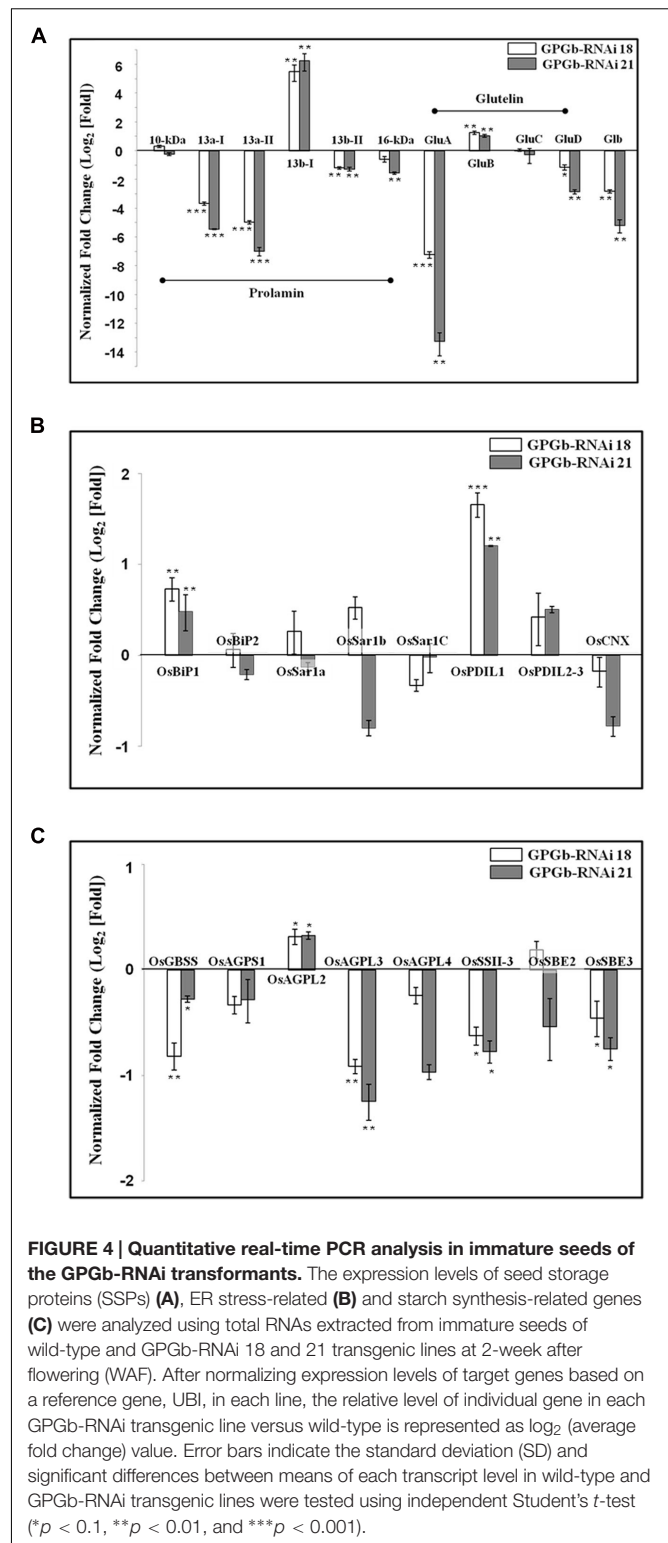 A
GPGb-RNAi 18
GPGb-RNAi 21
Normalized Fold Change (Log2 [Fold])
6
4
2
0
-2
-4
-6
-8
-10
-12
-14
Glutelin
10-kDa 13a-I 13a-II 13b-I 13b-II 16-kDa GluA GluB GluC GluD Glb
** ** *** *** *** *** ** ** ** *** ** ** ** * ** ** **
Prolamin
B
GPGb-RNAi 18
GPGb-RNAi 21
Normalized Fold Change (Log2 [Fold])
2
1
0
-1
** ** *** **
OsBiP1 OsBiP2 OsSar1a OsSar1b OsSar1C OsPDIL1 OsPDIL2-3 OsCNX
C
GPGb-RNAi 18
GPGb-RNAi 21
Normalized Fold Change (Log2 [Fold])
1
0
-1
-2
OsGBSS OsAGPS1 OsAGPL2 OsAGPL3 OsAGPL4 OsSSII-3 OsSBE2 OsSBE3
** * * * ** ** * * * *
FIGURE 4 | Quantitative real-time PCR analysis in immature seeds of
the GPGb-RNAi transformants. The expression levels of seed storage
proteins (SSPs) (A), ER stress-related (B) and starch synthesis-related genes
(C) were analyzed using total RNAs extracted from immature seeds of
wild-type and GPGb-RNAi 18 and 21 transgenic lines at 2-week after
flowering (WAF). After normalizing expression levels of target genes based on
a reference gene, UBI, in each line, the relative level of individual gene in each
GPGb-RNAi transgenic line versus wild-type is represented as log2 (average
fold change) value. Error bars indicate the standard deviation (SD) and
significant differences between means of each transcript level in wild-type and
GPGb-RNAi transgenic lines were tested using independent Student's t-test
(*p < 0.1, **p < 0.01, and ***p < 0.001).